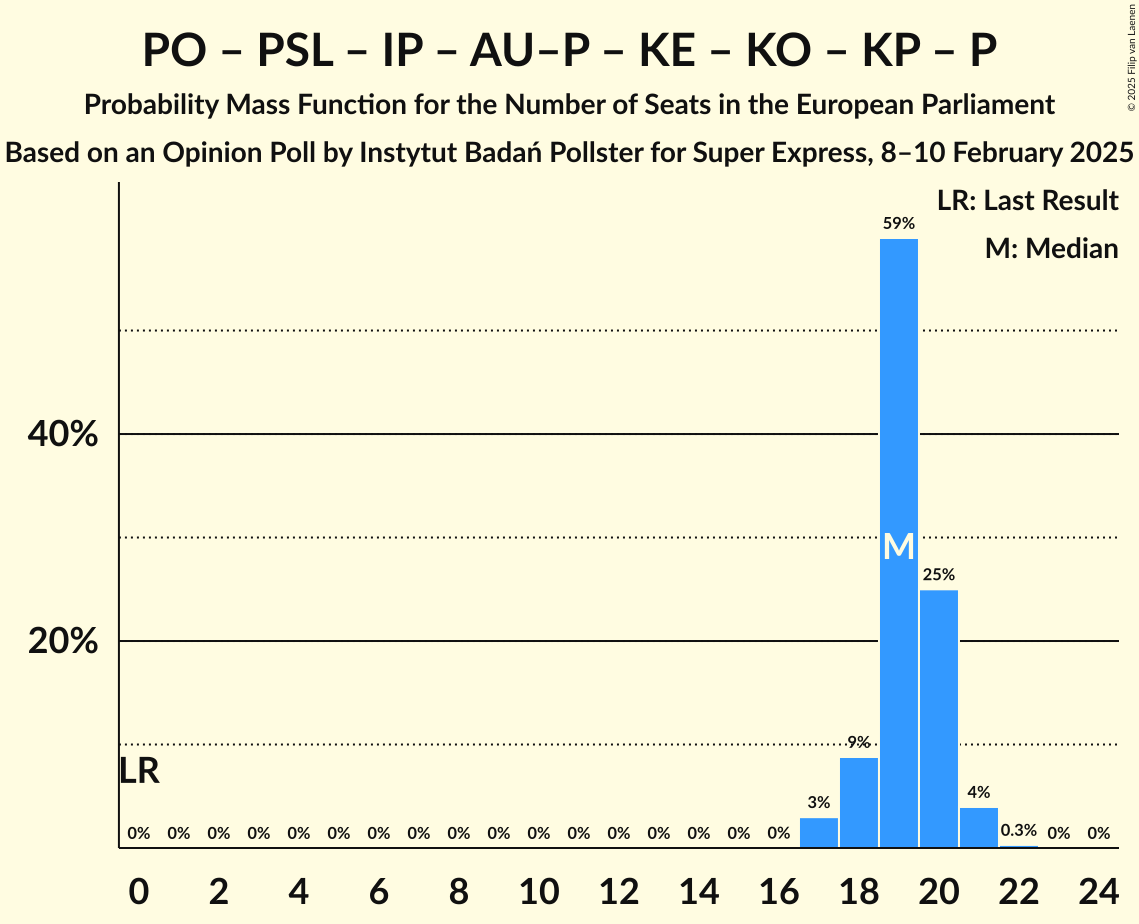 PO – PSL – IP – AU–P – KE – KO – KP – P
Probability Mass Function for the Number of Seats in the European Parliament
Based on an Opinion Poll by Instytut Badań Pollster for Super Express, 8–10 February 2025
© 2025 Filip van Laenen
LR: Last Result
M: Median
59%
40%
M
25%
20%
9%
LR
4%
3%
0% 0% 0% 0% 0% 0% 0% 0% 0% 0% 0% 0% 0% 0% 0% 0% 0% 0.3% 0% 0%
0 2 4 6 8 10 12 14 16 18 20 22 24